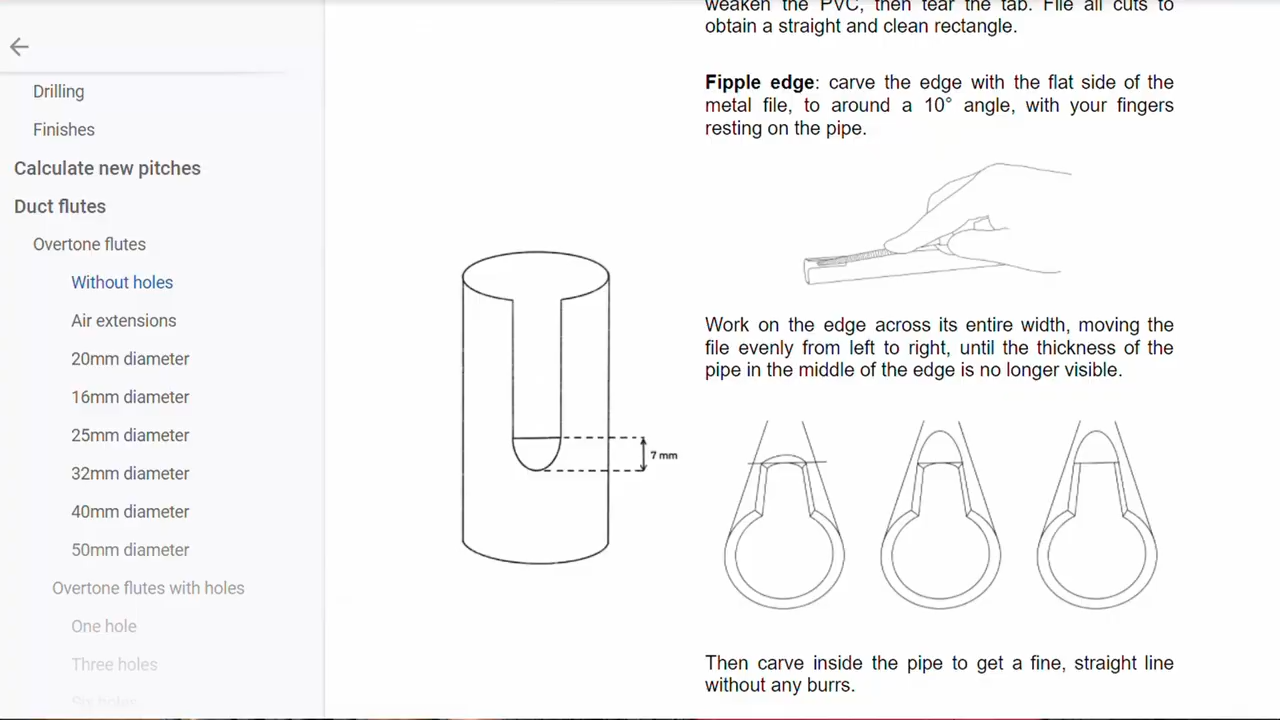 Drilling
Finishes
Calculate new pitches
Duct flutes
Overtone flutes
Without holes
Air extensions
20mm diameter
16mm diameter
25mm diameter
32mm diameter
40mm diameter
50mm diameter
Overtone flutes with holes
One hole
Three holes
Six holes
7 mm
weaken the PVC, then tear the tab. File all cuts to
obtain a straight and clean rectangle.
Fipple edge: carve the edge with the flat side of the
metal file, to around a 10° angle, with your fingers
resting on the pipe.
Work on the edge across its entire width, moving the
file evenly from left to right, until the thickness of the
pipe in the middle of the edge is no longer visible.
Then carve inside the pipe to get a fine, straight line
without any burrs.